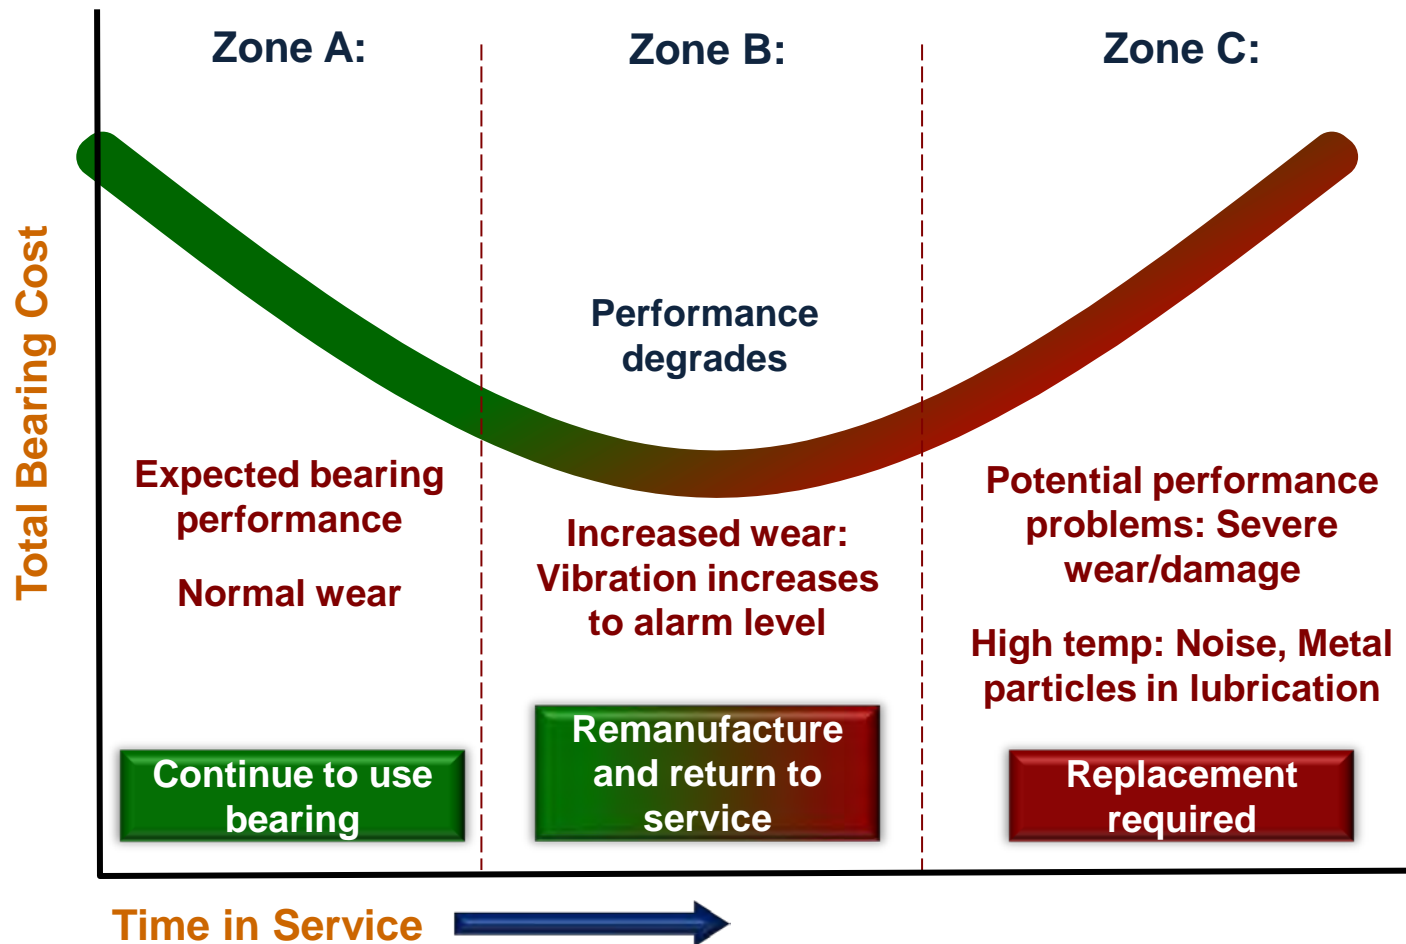 Zone A:
Zone B:
Zone C:
Total Bearing Cost
Performance
degrades
Expected bearing
performance
Normal wear
Increased wear:
Vibration increases
to alarm level
Potential performance
problems: Severe
wear/damage
High temp: Noise, Metal
particles in lubrication
Continue to use
bearing
Remanufacture
and return to
service
Replacement
required
Time in Service